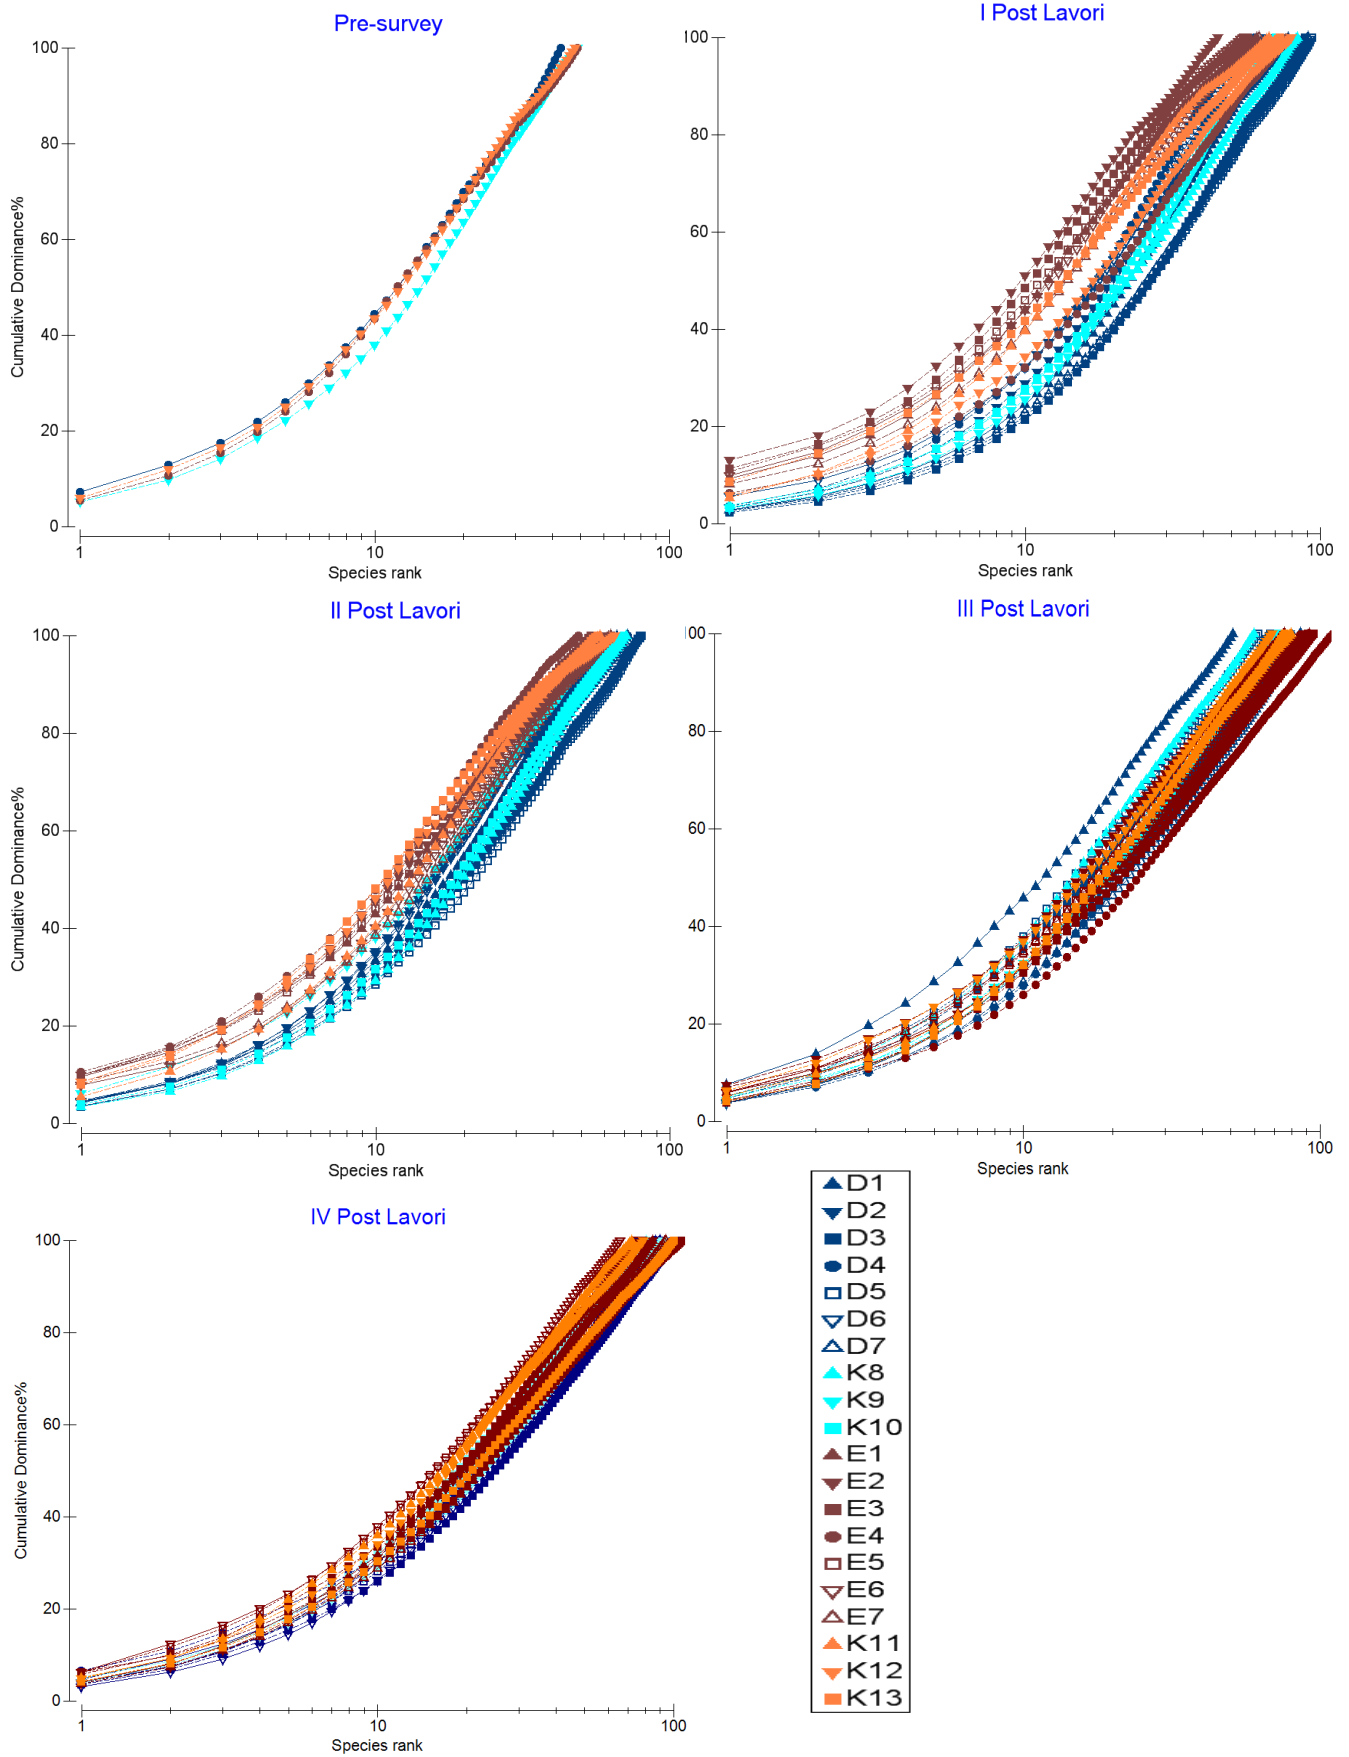 Pre-survey
100
80
60
40
20
0
Cumulative Dominance%
1
10
100
Species rank
I Post Lavori
100
80
60
40
20
0
1
10
100
Species rank
II Post Lavori
100
80
60
40
20
0
Cumulative Dominance%
1
10
100
Species rank
III Post Lavori
100
80
60
40
20
0
1
10
100
Species rank
IV Post Lavori
100
80
60
40
20
0
Cumulative Dominance%
1
10
100
Species rank
D1
D2
D3
D4
D5
D6
D7
K8
K9
K10
E1
E2
E3
E4
E5
E6
E7
K11
K12
K13